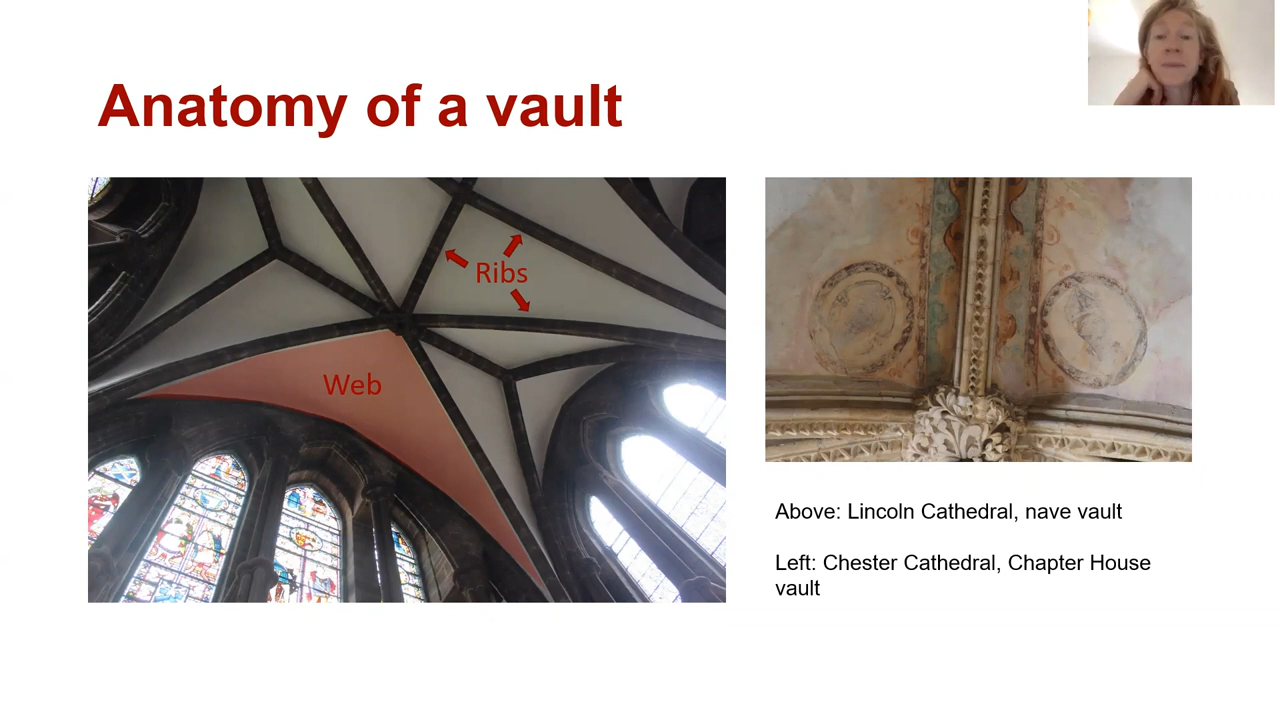 Anatomy of a vault
Ribs
Web
Above: Lincoln Cathedral, nave vault
Left: Chester Cathedral, Chapter House
vault